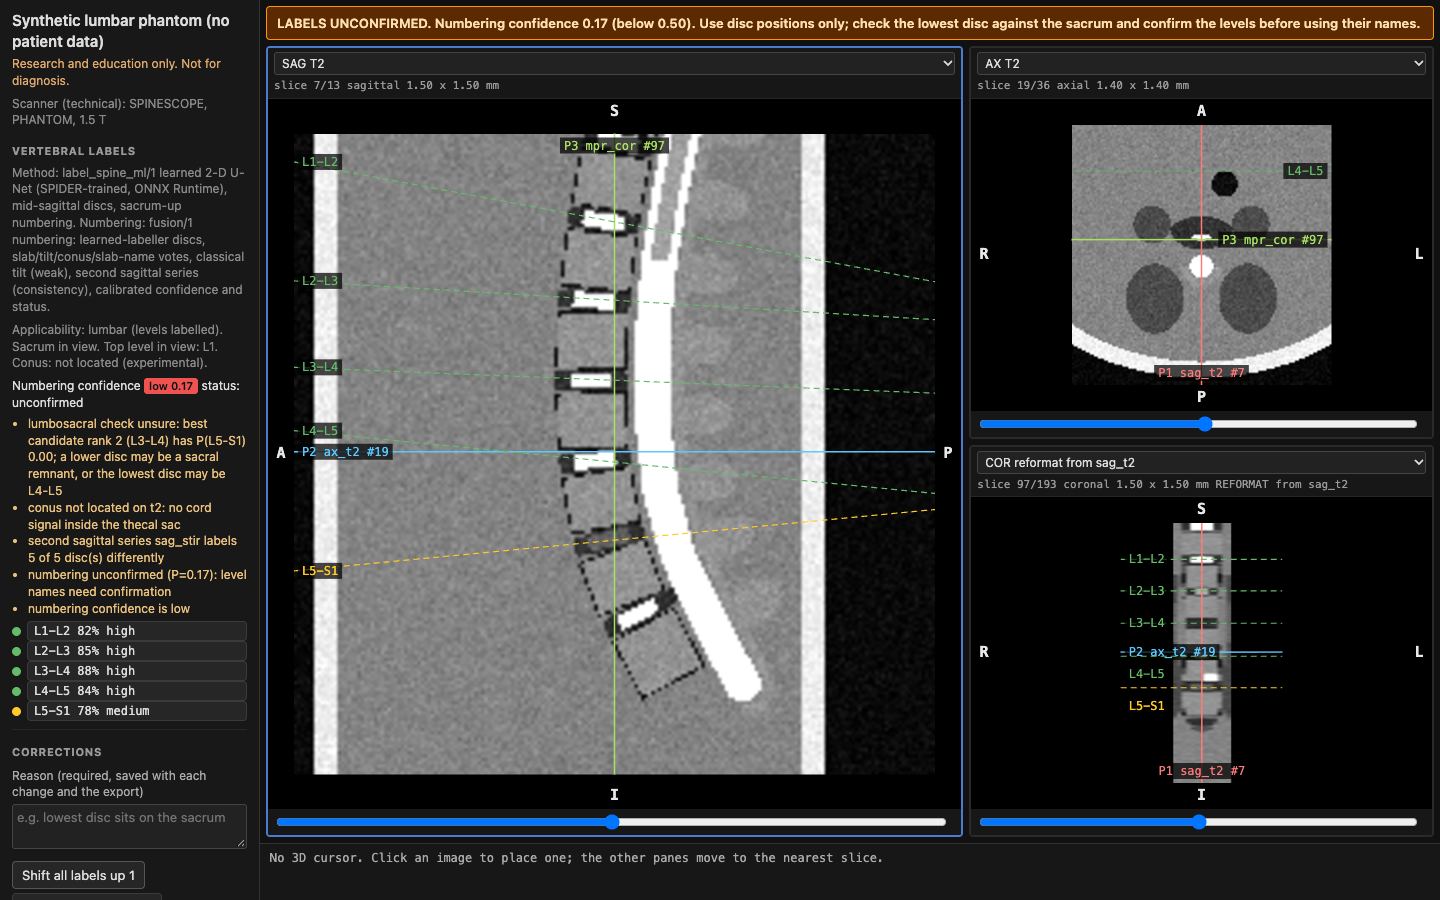 Synthetic lumbar phantom (no
patient data)
Research and education only. Not for
diagnosis.
Scanner (technical): SPINESCOPE,
PHANTOM, 1.5 T
VERTEBRAL LABELS
Method: label_spine_ml/1 learned 2-D U-
Net (SPIDER-trained, ONNX Runtime),
mid-sagittal discs, sacrum-up
numbering. Numbering: fusion/1
numbering: learned-labeller discs,
slab/tilt/conus/slab-name votes, classical
tilt (weak), second sagittal series
(consistency), calibrated confidence and
status.
Applicability: lumbar (levels labelled).
Sacrum in view. Top level in view: L1.
Conus: not located (experimental).
Numbering confidence low 0.17 status:
unconfirmed
• lumbosacral check unsure: best
candidate rank 2 (L3-L4) has P(L5-S1)
0.00; a lower disc may be a sacral
remnant, or the lowest disc may be
L4-L5
• conus not located on t2: no cord
signal inside the thecal sac
• second sagittal series sag_stir labels
5 of 5 disc(s) differently
• numbering unconfirmed (P=0.17): level
names need confirmation
• numbering confidence is low
L1-L2 82% high
L2-L3 85% high
L3-L4 88% high
L4-L5 84% high
L5-S1 78% medium
CORRECTIONS
Reason (required, saved with each
change and the export)
e.g. lowest disc sits on the sacrum
Shift all labels up 1
LABELS UNCONFIRMED. Numbering confidence 0.17 (below 0.50). Use disc positions only; check the lowest disc against the sacrum and confirm the levels before using their names.
SAG T2
slice 7/13 sagittal 1.50 x 1.50 mm
S
P3 mpr_cor #97
L1-L2
L2-L3
L3-L4
L4-L5
A
P2 ax_t2 #19
P
L5-S1
I
AX T2
slice 19/36 axial 1.40 x 1.40 mm
A
L4-L5
P3 mpr_cor #97
R
L
P1 sag_t2 #7
P
COR reformat from sag_t2
slice 97/193 coronal 1.50 x 1.50 mm REFORMAT from sag_t2
S
L1-L2
L2-L3
L3-L4
R
P2 ax_t2 #19
L
L4-L5
L5-S1
P1 sag_t2 #7
I
No 3D cursor. Click an image to place one; the other panes move to the nearest slice.